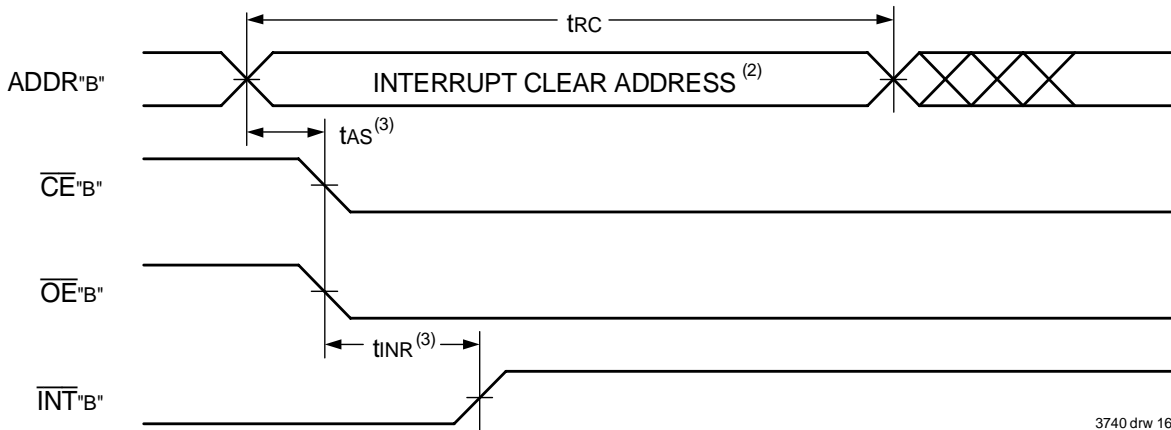 tRC
ADDR"B"
INTERRUPT CLEAR ADDRESS (2)
tAS(3)
CE"B"
OE"B"
tINR(3)
INT"B"
3740 drw 16